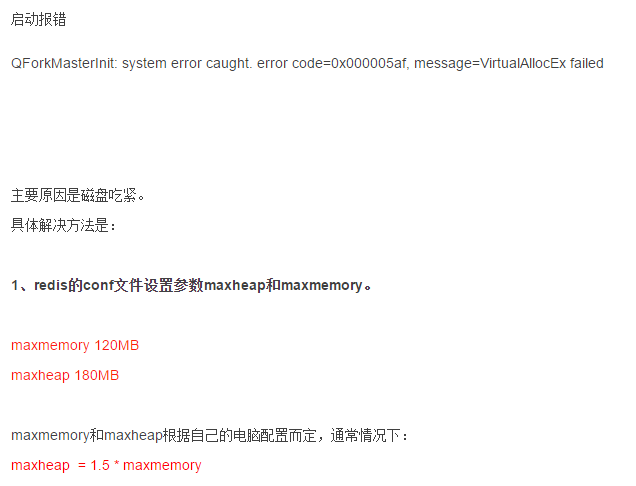 启动报错
QForkMasterInit: system error caught. error code=0x000005af, message=VirtualAllocEx failed
主要原因是磁盘吃紧。
具体解决方法是：
1、redis的conf文件设置参数maxheap和maxmemory。
maxmemory 120MB
maxheap 180MB
maxmemory和maxheap根据自己的电脑配置而定，通常情况下：
maxheap  = 1.5 * maxmemory